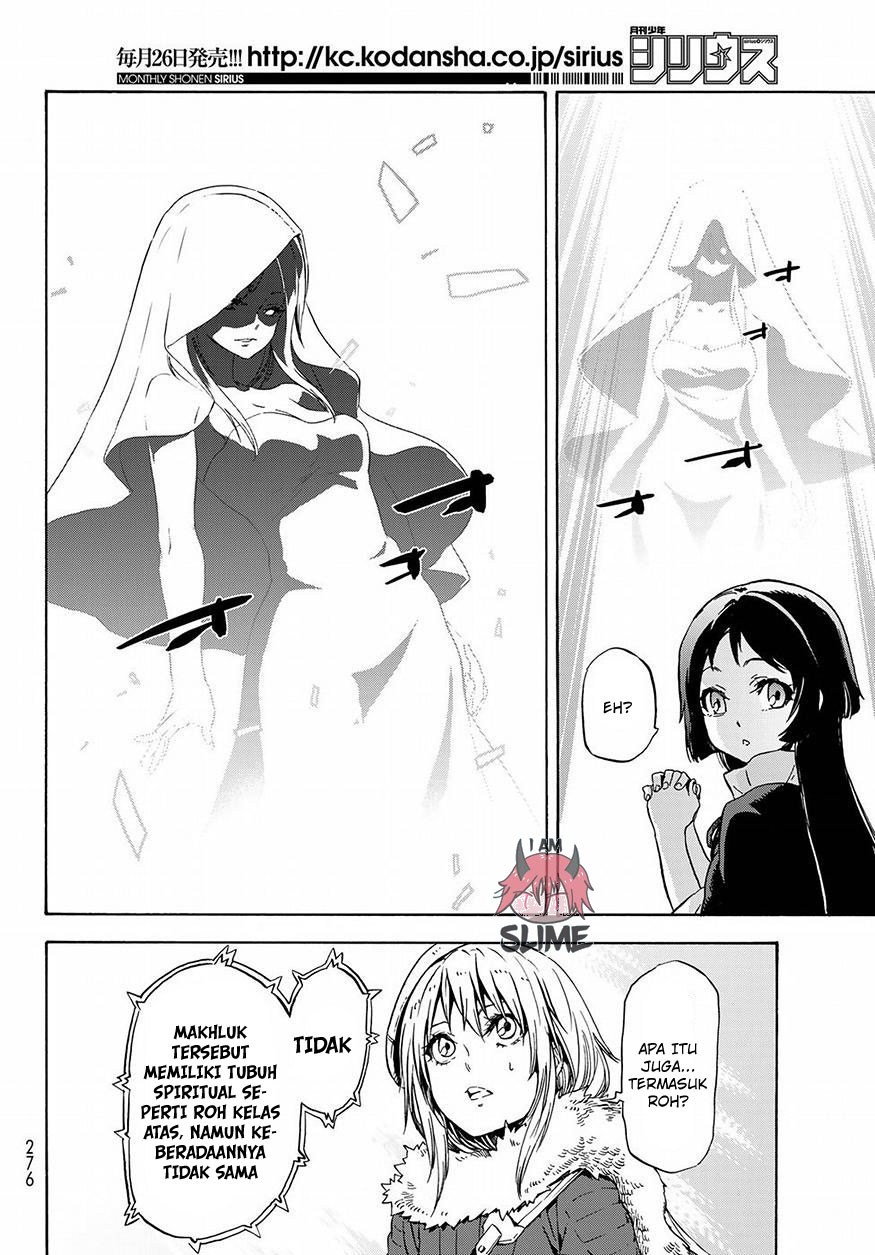 毎月26日発売!!! http://kc.kodansha.co.jp/sirius
MONTHLY SHONEN SIRIUS
月刊少年
シリウス
EH?
I AM
SLIME
APA ITU
JUGA...
TERMASUK
ROH?
TIDAK
MAKHLUK
TERSEBUT
MEMILIKI TUBUH
SPIRITUAL SE-
PERTI ROH KELAS
ATAS, NAMUN KE-
BERADAANNYA
TIDAK SAMA
276